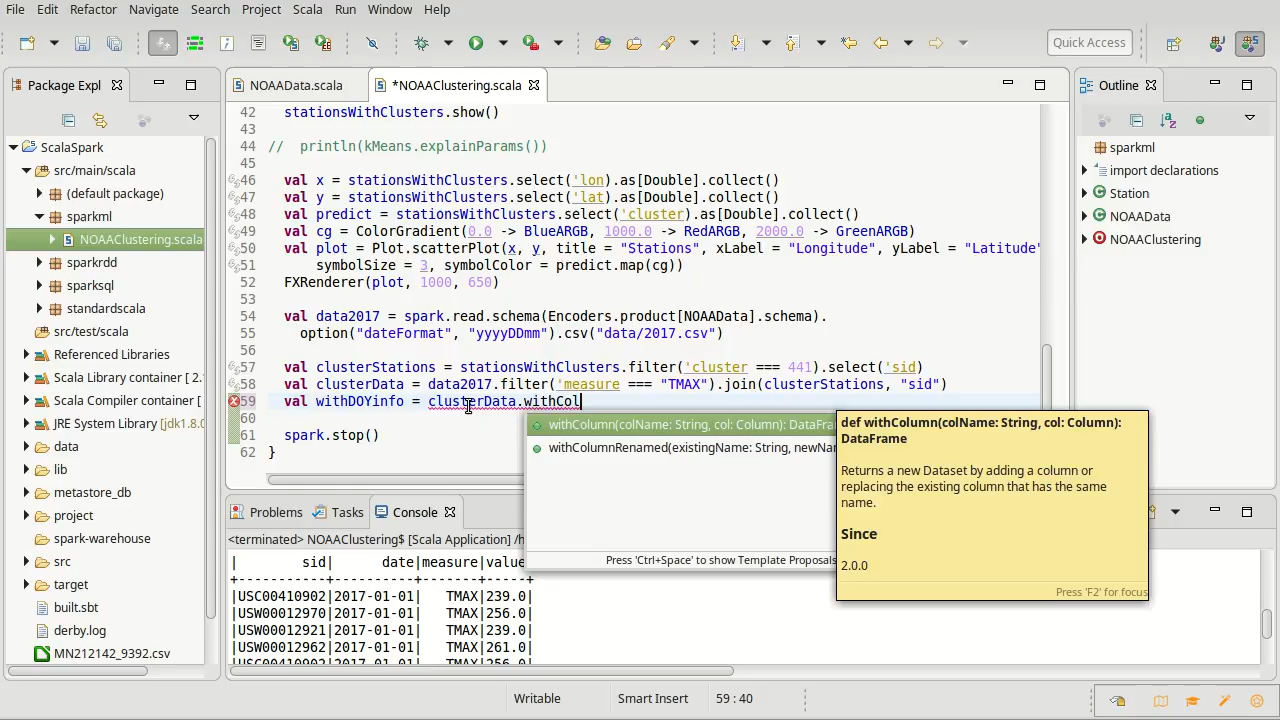 File Edit Refactor Navigate Search Project Scala Run Window Help
Quick Access
Package Expl
ScalaSpark
src/main/scala
(default package)
sparkml
NOAAClustering.scala
sparkrdd
sparksql
standardscala
src/test/scala
Referenced Libraries
Scala Library container [ 2.
Scala Compiler container [
JRE System Library [jdk1.8.0
data
lib
metastore_db
project
spark-warehouse
src
target
built.sbt
derby.log
MN212142_9392.csv
NOAAData.scala
*NOAAClustering.scala
42 stationsWithClusters.show()
43
44 // println(kMeans.explainParams())
45
46 val x = stationsWithClusters.select('lon).as[Double].collect()
47 val y = stationsWithClusters.select('lat).as[Double].collect()
48 val predict = stationsWithClusters.select('cluster).as[Double].collect()
49 val cg = ColorGradient(0.0 -> BlueARGB, 1000.0 -> RedARGB, 2000.0 -> GreenARGB)
50 val plot = Plot.scatterPlot(x, y, title = "Stations", xLabel = "Longitude", yLabel = "Latitude"
51 symbolSize = 3, symbolColor = predict.map(cg))
52 FXRenderer(plot, 1000, 650)
53
54 val data2017 = spark.read.schema(Encoders.product[NOAAData].schema).
55 option("dateFormat", "yyyyDDmm").csv("data/2017.csv")
56
57 val clusterStations = stationsWithClusters.filter('cluster === 441).select('sid)
58 val clusterData = data2017.filter('measure === "TMAX").join(clusterStations, "sid")
59 val withDOYinfo = clusterData.withCol
60
61 spark.stop()
62 }
withColumn(colName: String, col: Column): DataFra
withColumnRenamed(existingName: String, newNa
Press 'Ctrl+Space' to show Template Proposals
def withColumn(colName: String, col: Column):
DataFrame
Returns a new Dataset by adding a column or
replacing the existing column that has the same
name.
Since
2.0.0
Press 'F2' for focus
Outline
sparkml
import declarations
Station
NOAAData
NOAAClustering
Problems Tasks Console
<terminated> NOAAClustering$ [Scala Application] /h
| sid| date|measure|value|
+-----------+----------+-------+-----+
|USC00410902|2017-01-01| TMAX|239.0|
|USW00012970|2017-01-01| TMAX|256.0|
|USW00012921|2017-01-01| TMAX|239.0|
|USW00012962|2017-01-01| TMAX|261.0|
|USC00410902|2017-01-01| TMAX|256.0|
Writable Smart Insert 59 : 40